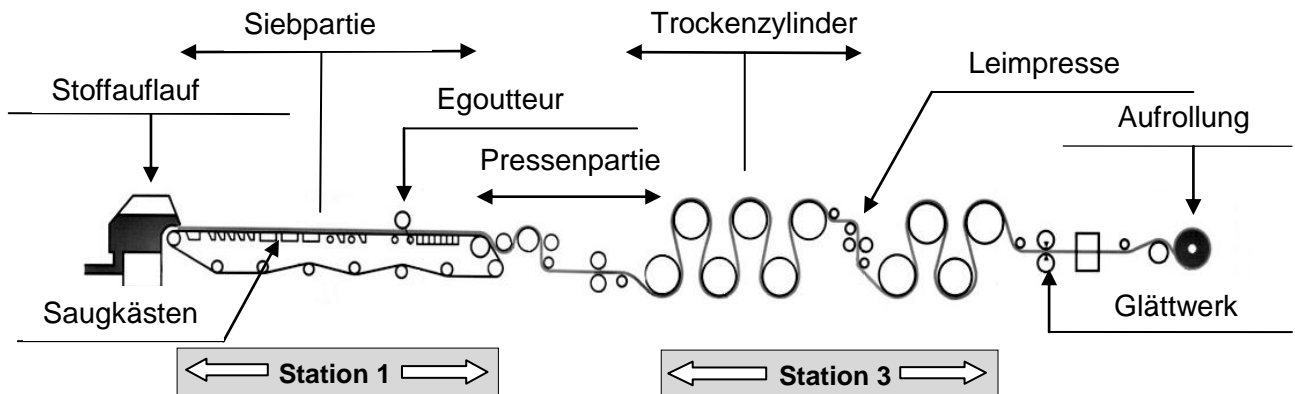 Siebpartie
Trockenzylinder
Leimpresse
Stoffauflauf
Egoutteur
Aufrollung
Pressenpartie
Saugkästen
Glättwerk
Station 1
Station 3